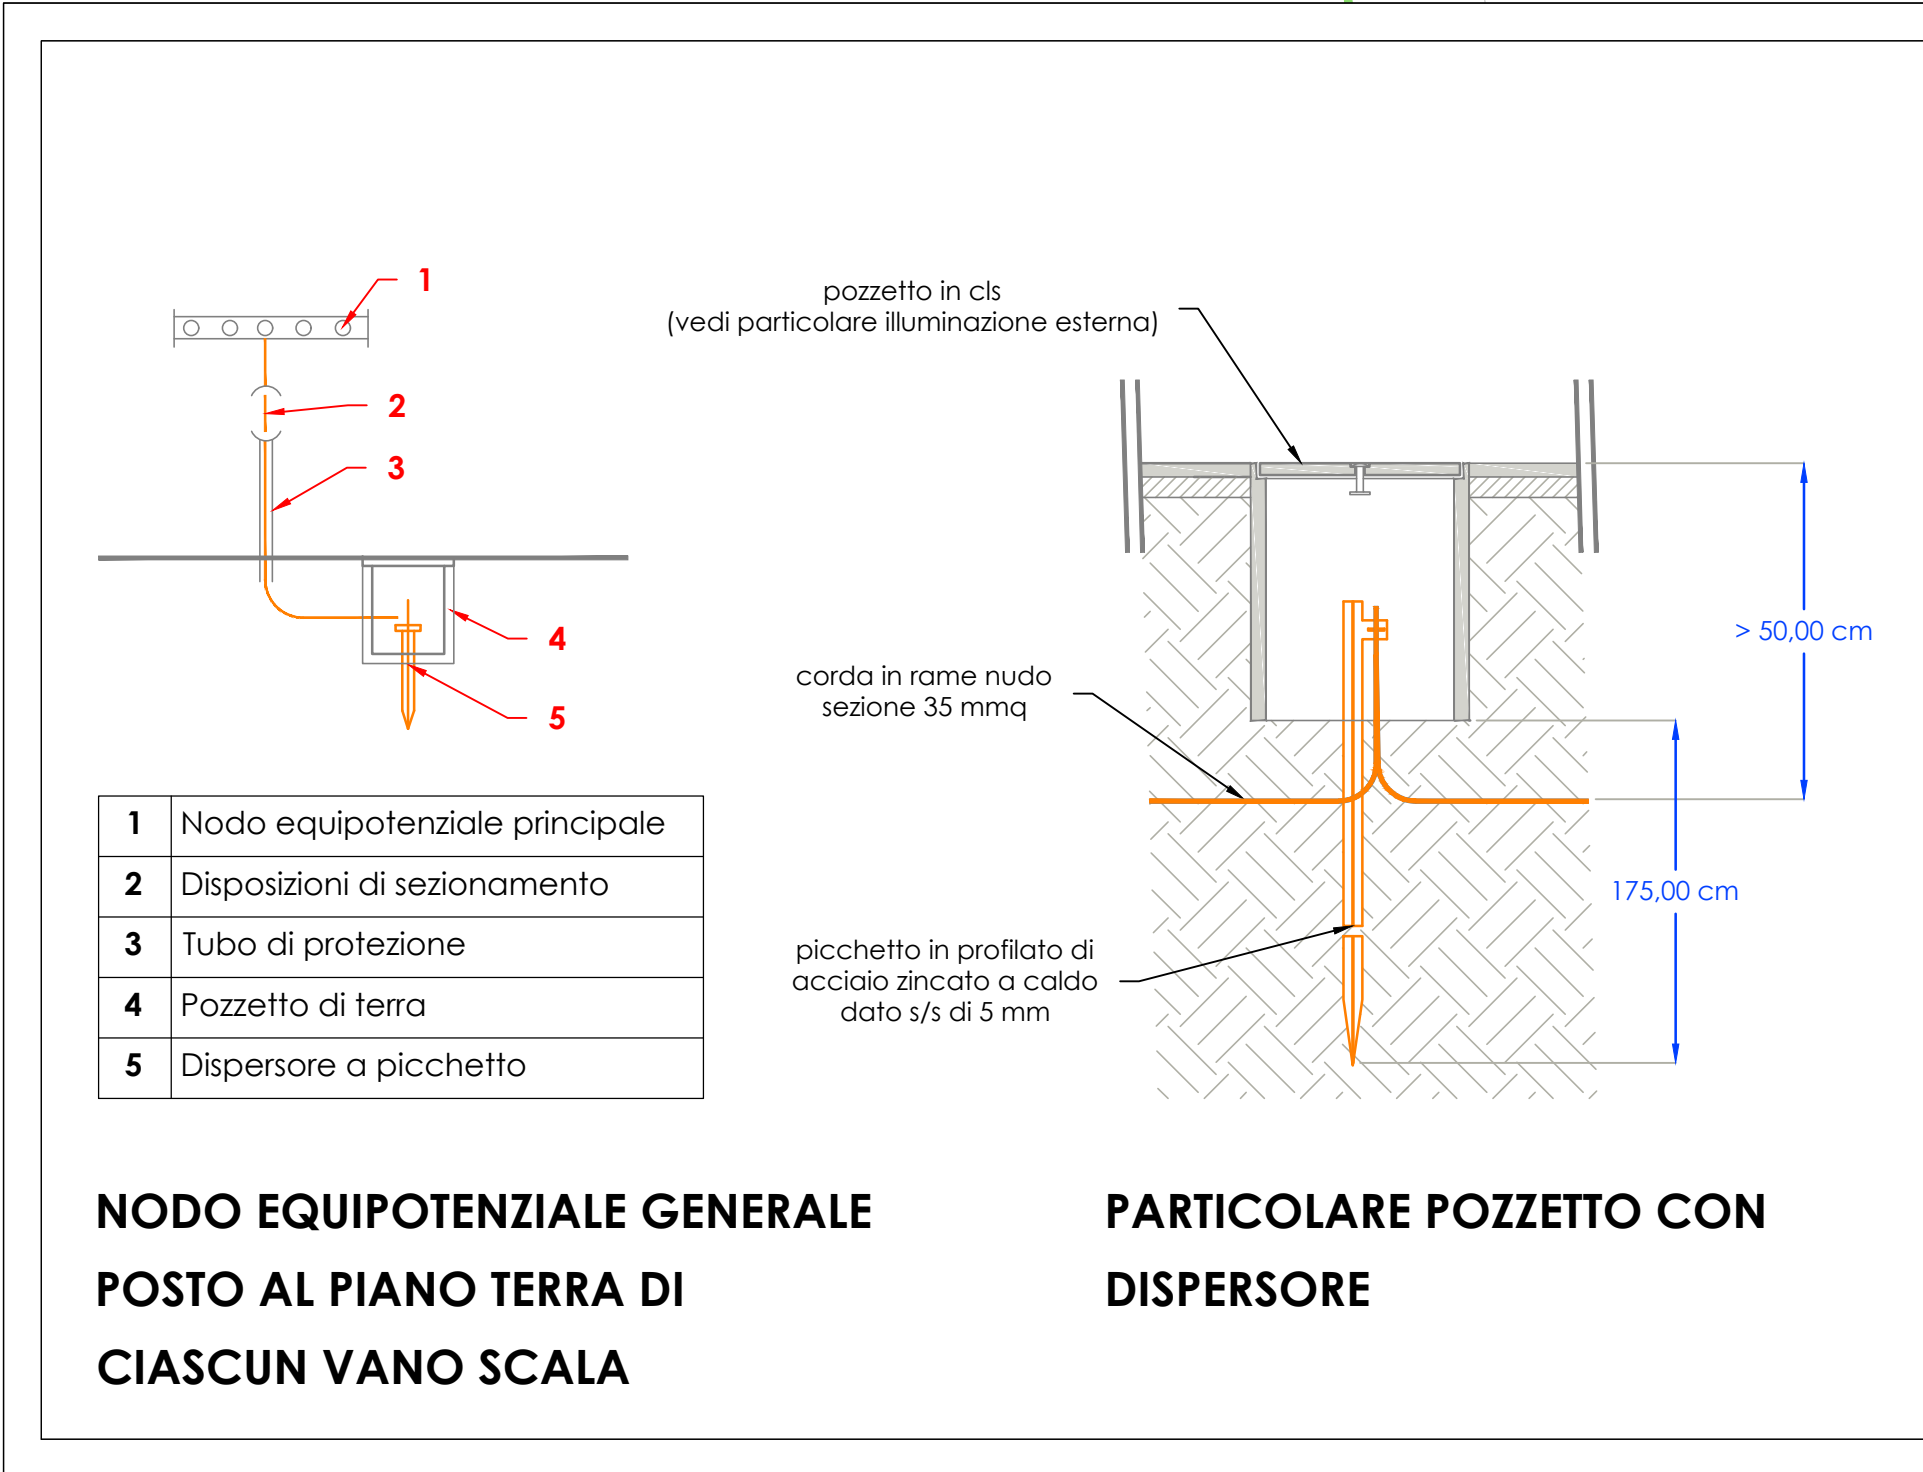 1
2
3
4
5
1 Nodo equipotenziale principale
2 Disposizioni di sezionamento
3 Tubo di protezione
4 Pozzetto di terra
5 Dispersore a picchetto
NODO EQUIPOTENZIALE GENERALE
POSTO AL PIANO TERRA DI
CIASCUN VANO SCALA
pozzetto in cls
(vedi particolare illuminazione esterna)
> 50,00 cm
corda in rame nudo
sezione 35 mmq
175,00 cm
picchetto in profilato di
acciaio zincato a caldo
dato s/s di 5 mm
PARTICOLARE POZZETTO CON
DISPERSORE